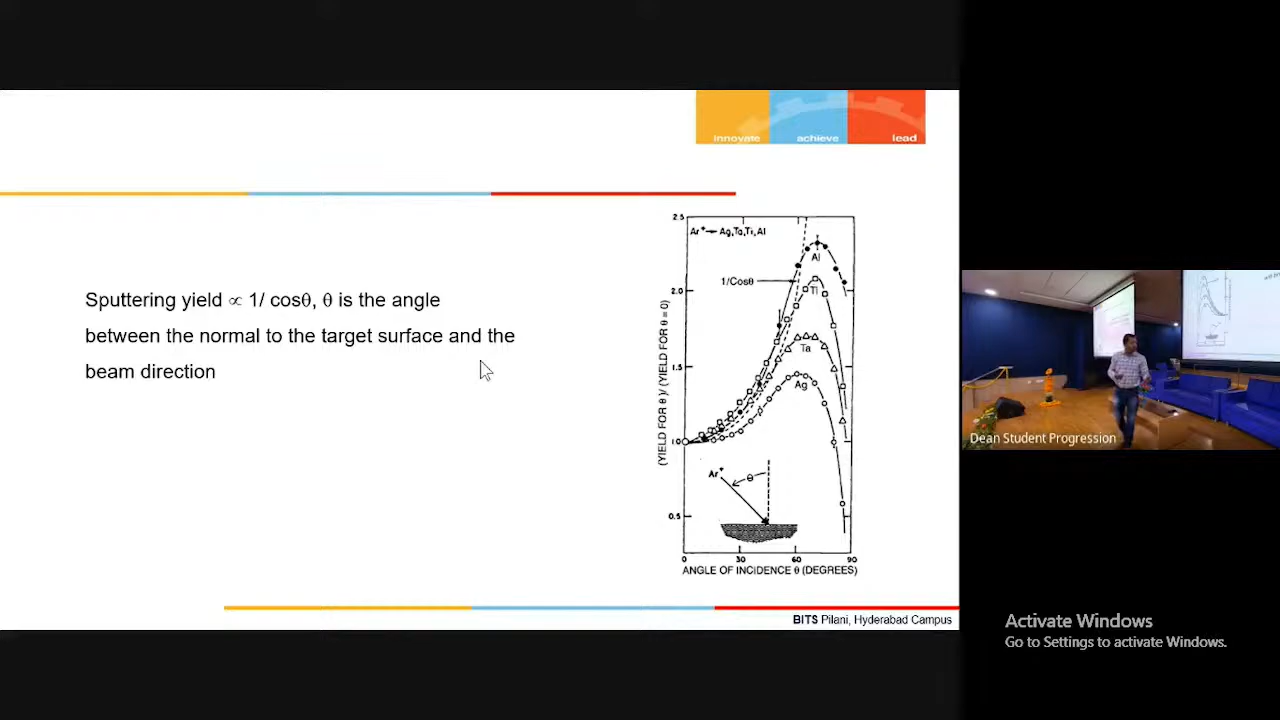 innovate achieve lead
Sputtering yield ∝ 1/ cosθ, θ is the angle
between the normal to the target surface and the
beam direction
2.5
Ar⁺→ Ag,Ta,Ti,Al
Al
1/Cosθ
2.0
Ti
Ta
1.5
Ag
(YIELD FOR θ)/(YIELD FOR θ = 0)
1.0
Ar⁺
θ
0.5
0 30 60 90
ANGLE OF INCIDENCE θ (DEGREES)
BITS Pilani, Hyderabad Campus
Dean Student Progression
Activate Windows
Go to Settings to activate Windows.